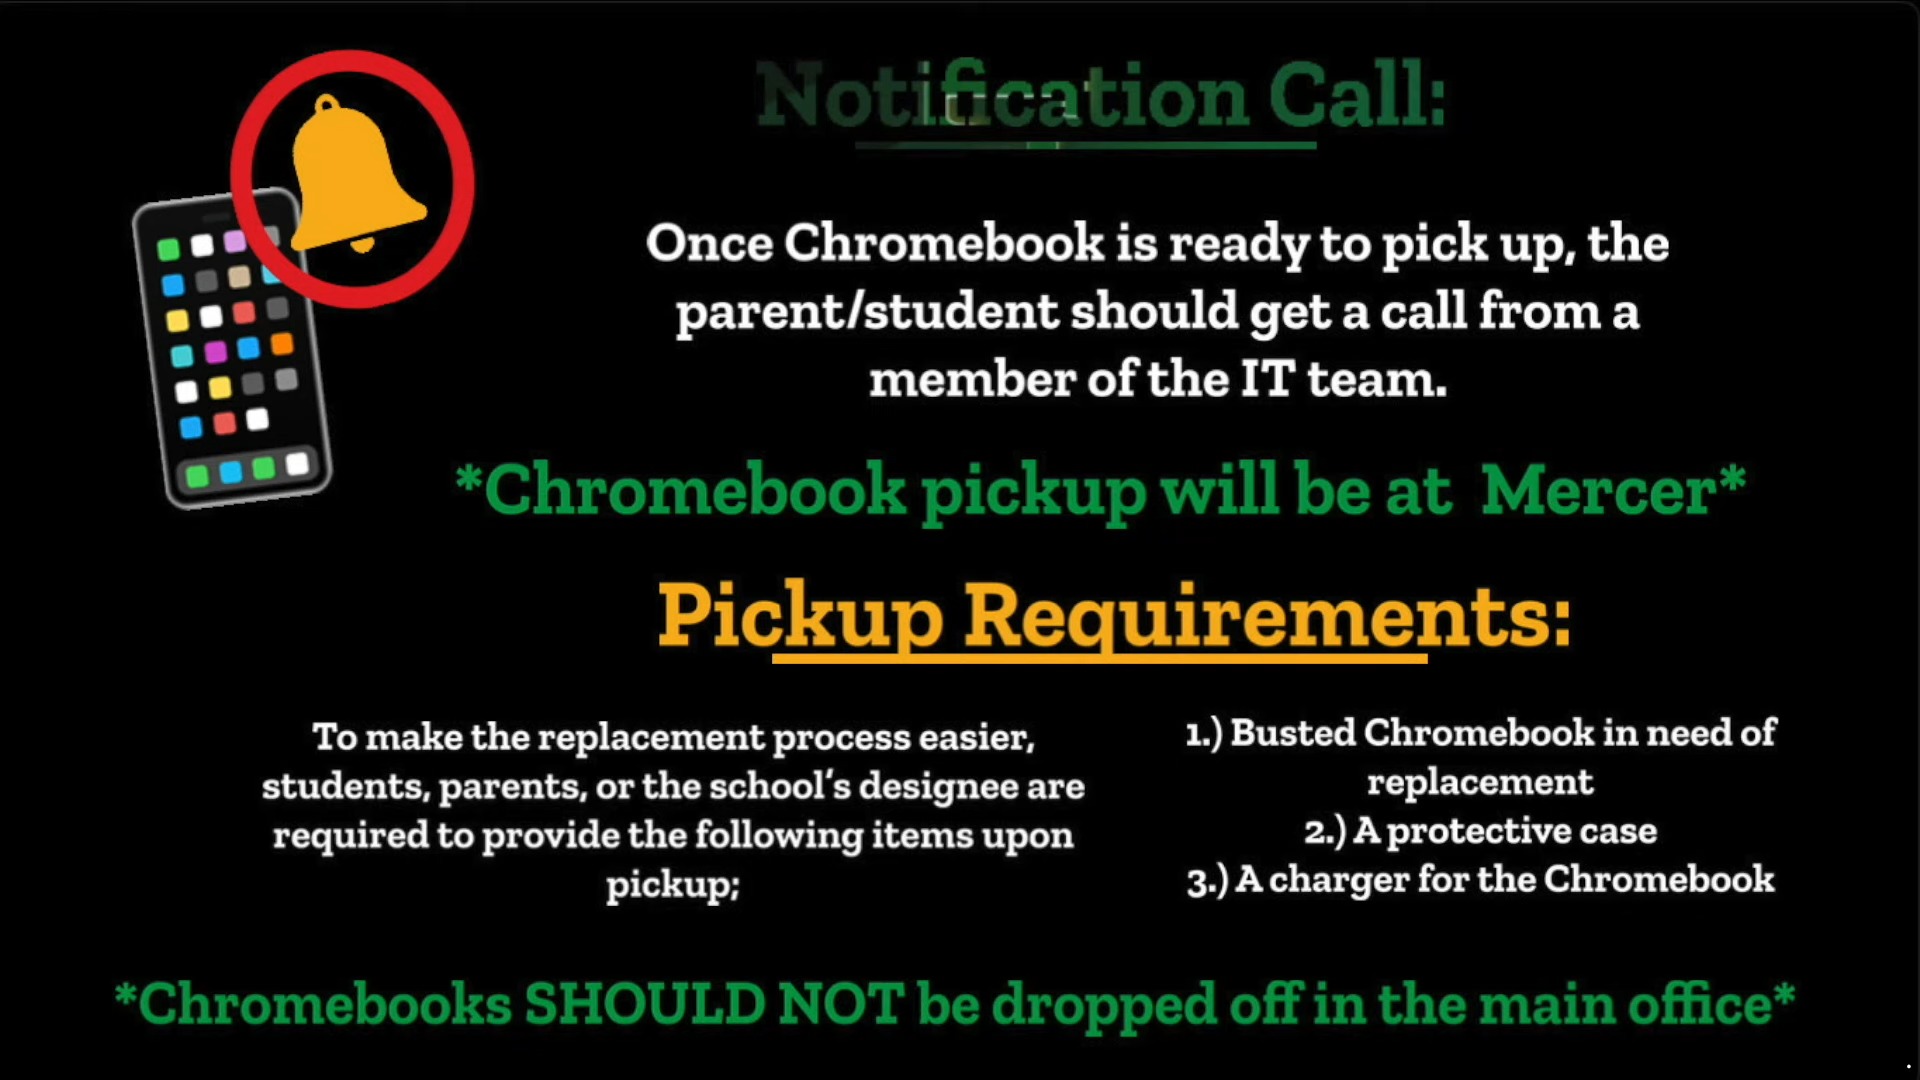 Notification Call:
Once Chromebook is ready to pick up, the
parent/student should get a call from a
member of the IT team.
*Chromebook pickup will be at Mercer*
Pickup Requirements:
To make the replacement process easier,
students, parents, or the school's designee are
required to provide the following items upon
pickup;
1.) Busted Chromebook in need of
replacement
2.) A protective case
3.) A charger for the Chromebook
*Chromebooks SHOULD NOT be dropped off in the main office*